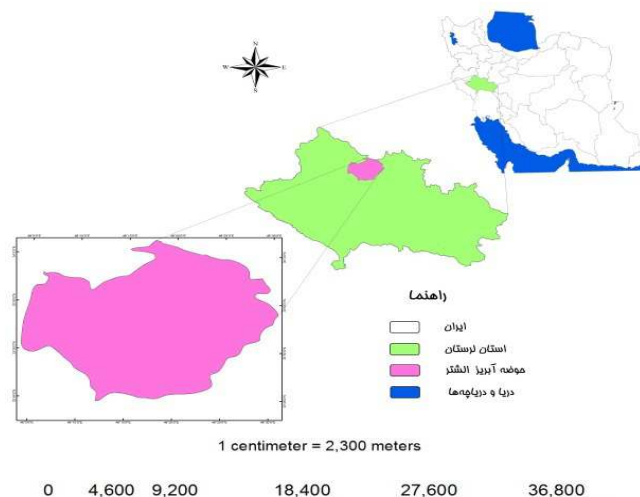 N
W E
S
راهنما
ایران
استان لرستان
حوضه آبریز الشتر
دریا و دریاچه‌ها
1 centimeter = 2,300 meters
0 4,600 9,200 18,400 27,600 36,800